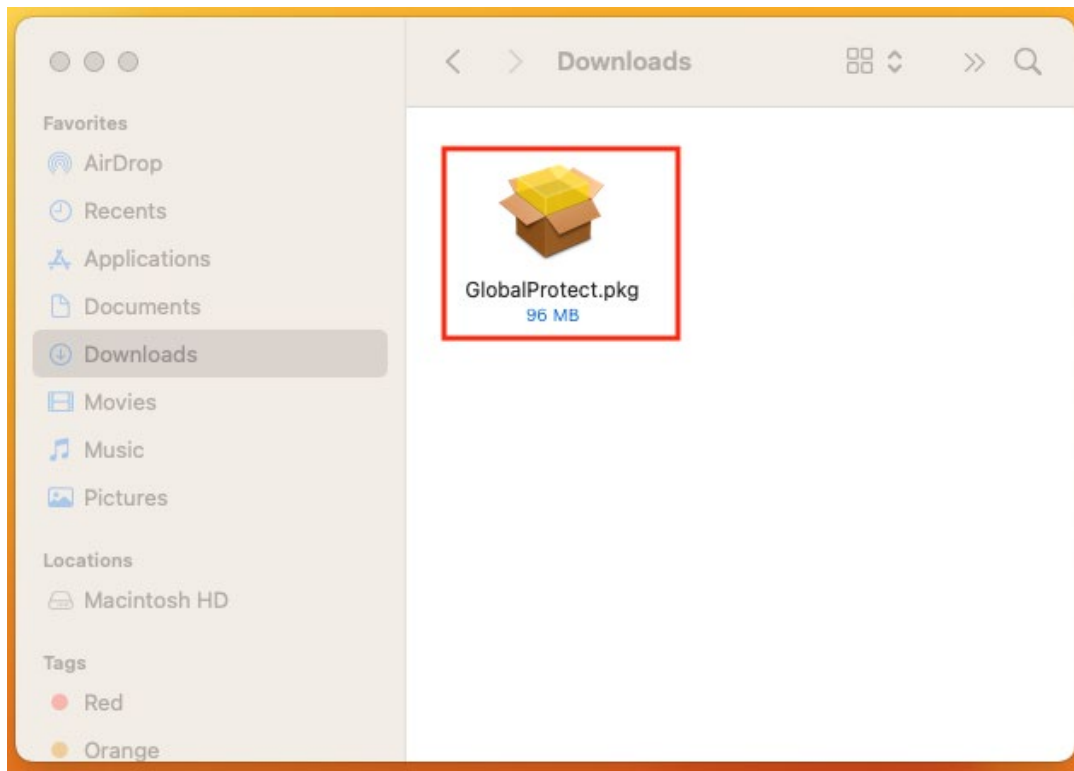 Downloads
Favorites
AirDrop
Recents
Applications
Documents
Downloads
Movies
Music
Pictures
Locations
Macintosh HD
Tags
Red
Orange
GlobalProtect.pkg
96 MB